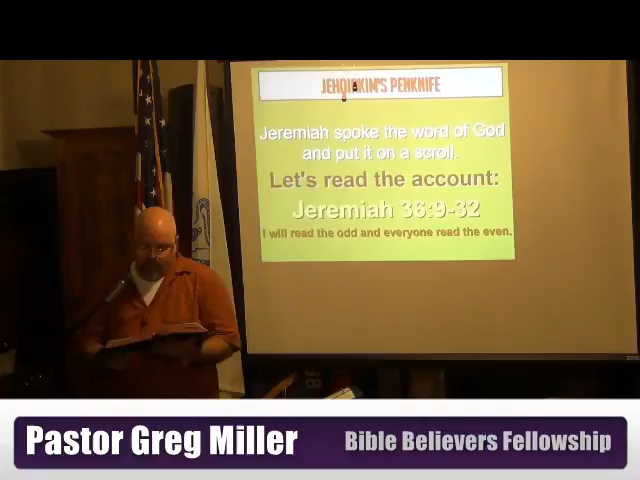 JEHOIAKIM'S PENKNIFE
Jeremiah spoke the word of God
and put it on a scroll.
Let's read the account:
Jeremiah 36:9-32
I will read the odd and everyone read the even.
Pastor Greg Miller
Bible Believers Fellowship